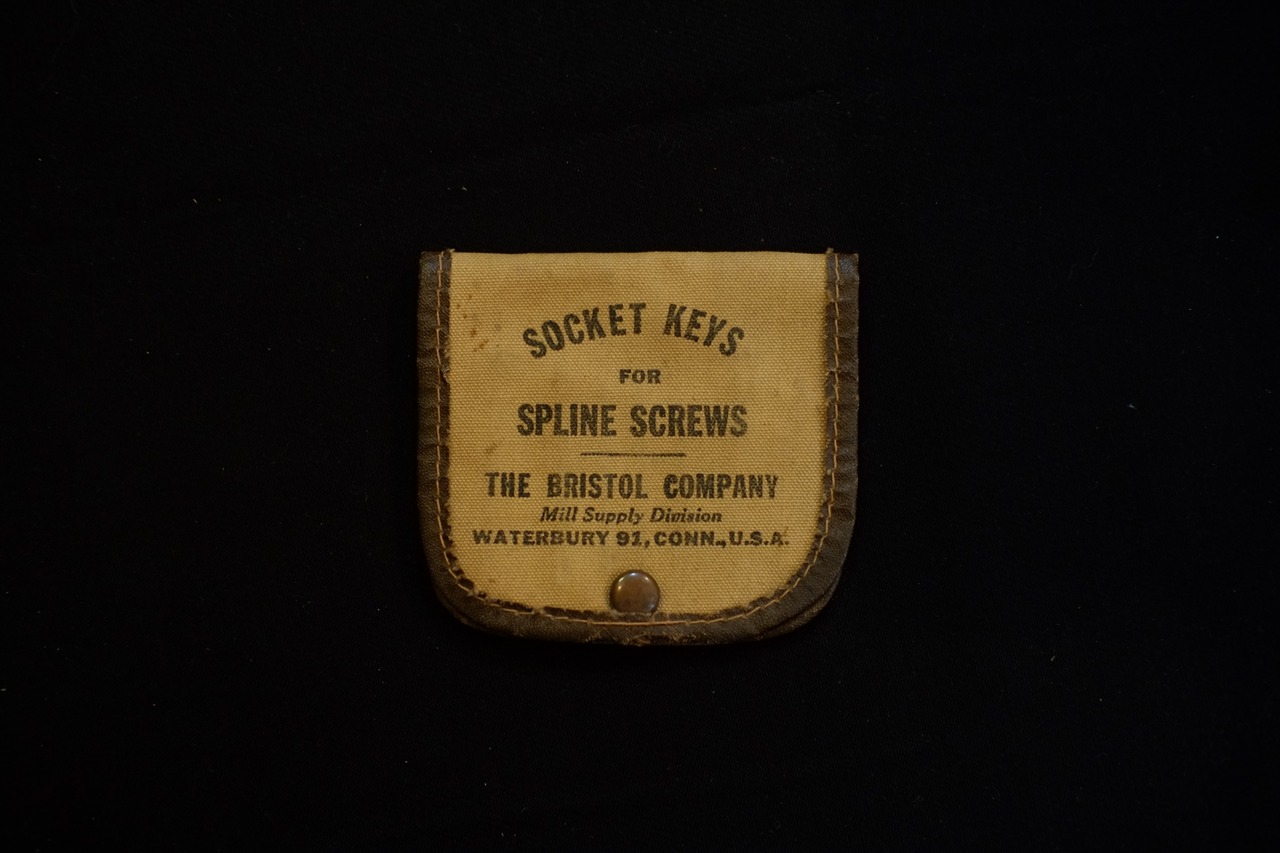 SOCKET KEYS
FOR
SPLINE SCREWS
THE BRISTOL COMPANY
Mill Supply Division
WATERBURY 91, CONN., U.S.A.